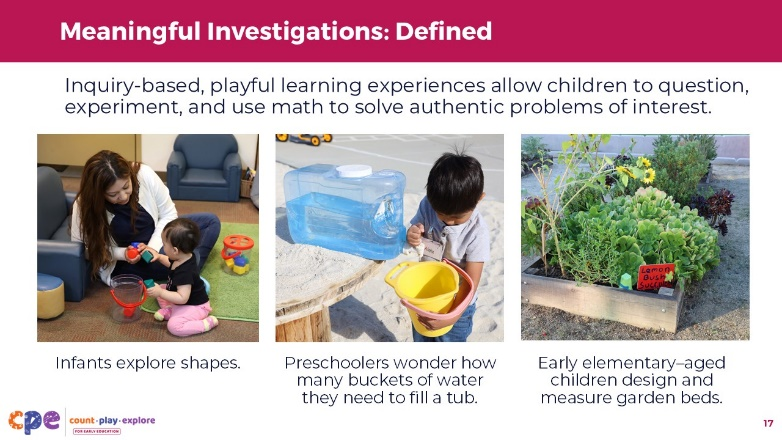 Meaningful Investigations: Defined
Inquiry-based, playful learning experiences allow children to question,
experiment, and use math to solve authentic problems of interest.
Lemon
Bush
Succulent
Infants explore shapes.
Preschoolers wonder how
many buckets of water
they need to fill a tub.
Early elementary–aged
children design and
measure garden beds.
cpe
count·play·explore
FOR EARLY EDUCATION
17